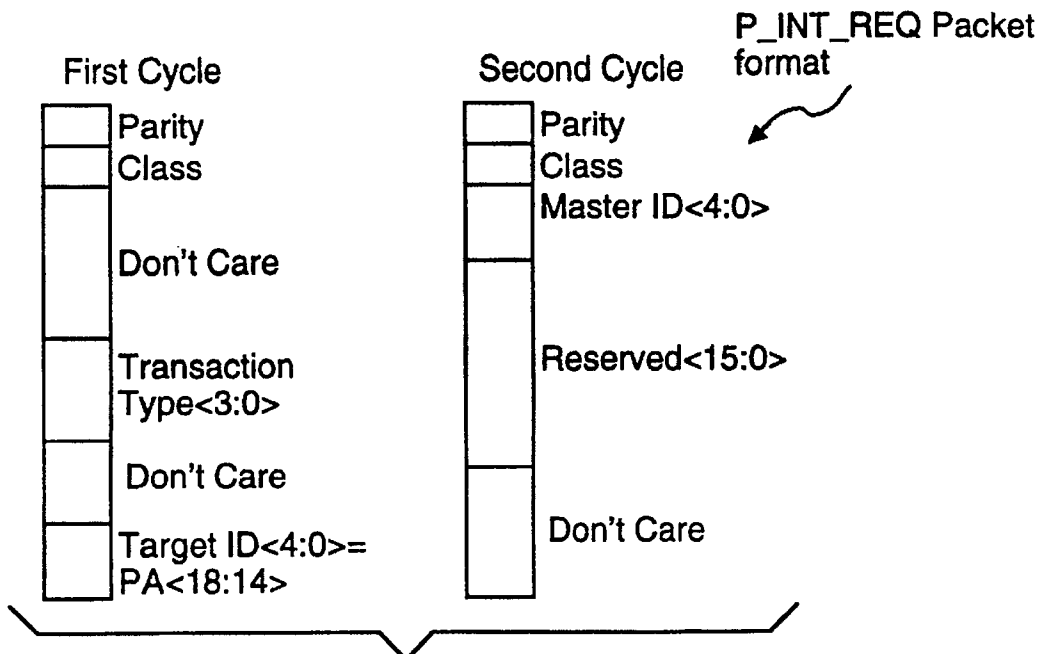 P_INT_REQ Packet
format
First Cycle
Parity
Class
Don't Care
Transaction
Type<3:0>
Don't Care
Target ID<4:0>=
PA<18:14>
Second Cycle
Parity
Class
Master ID<4:0>
Reserved<15:0>
Don't Care